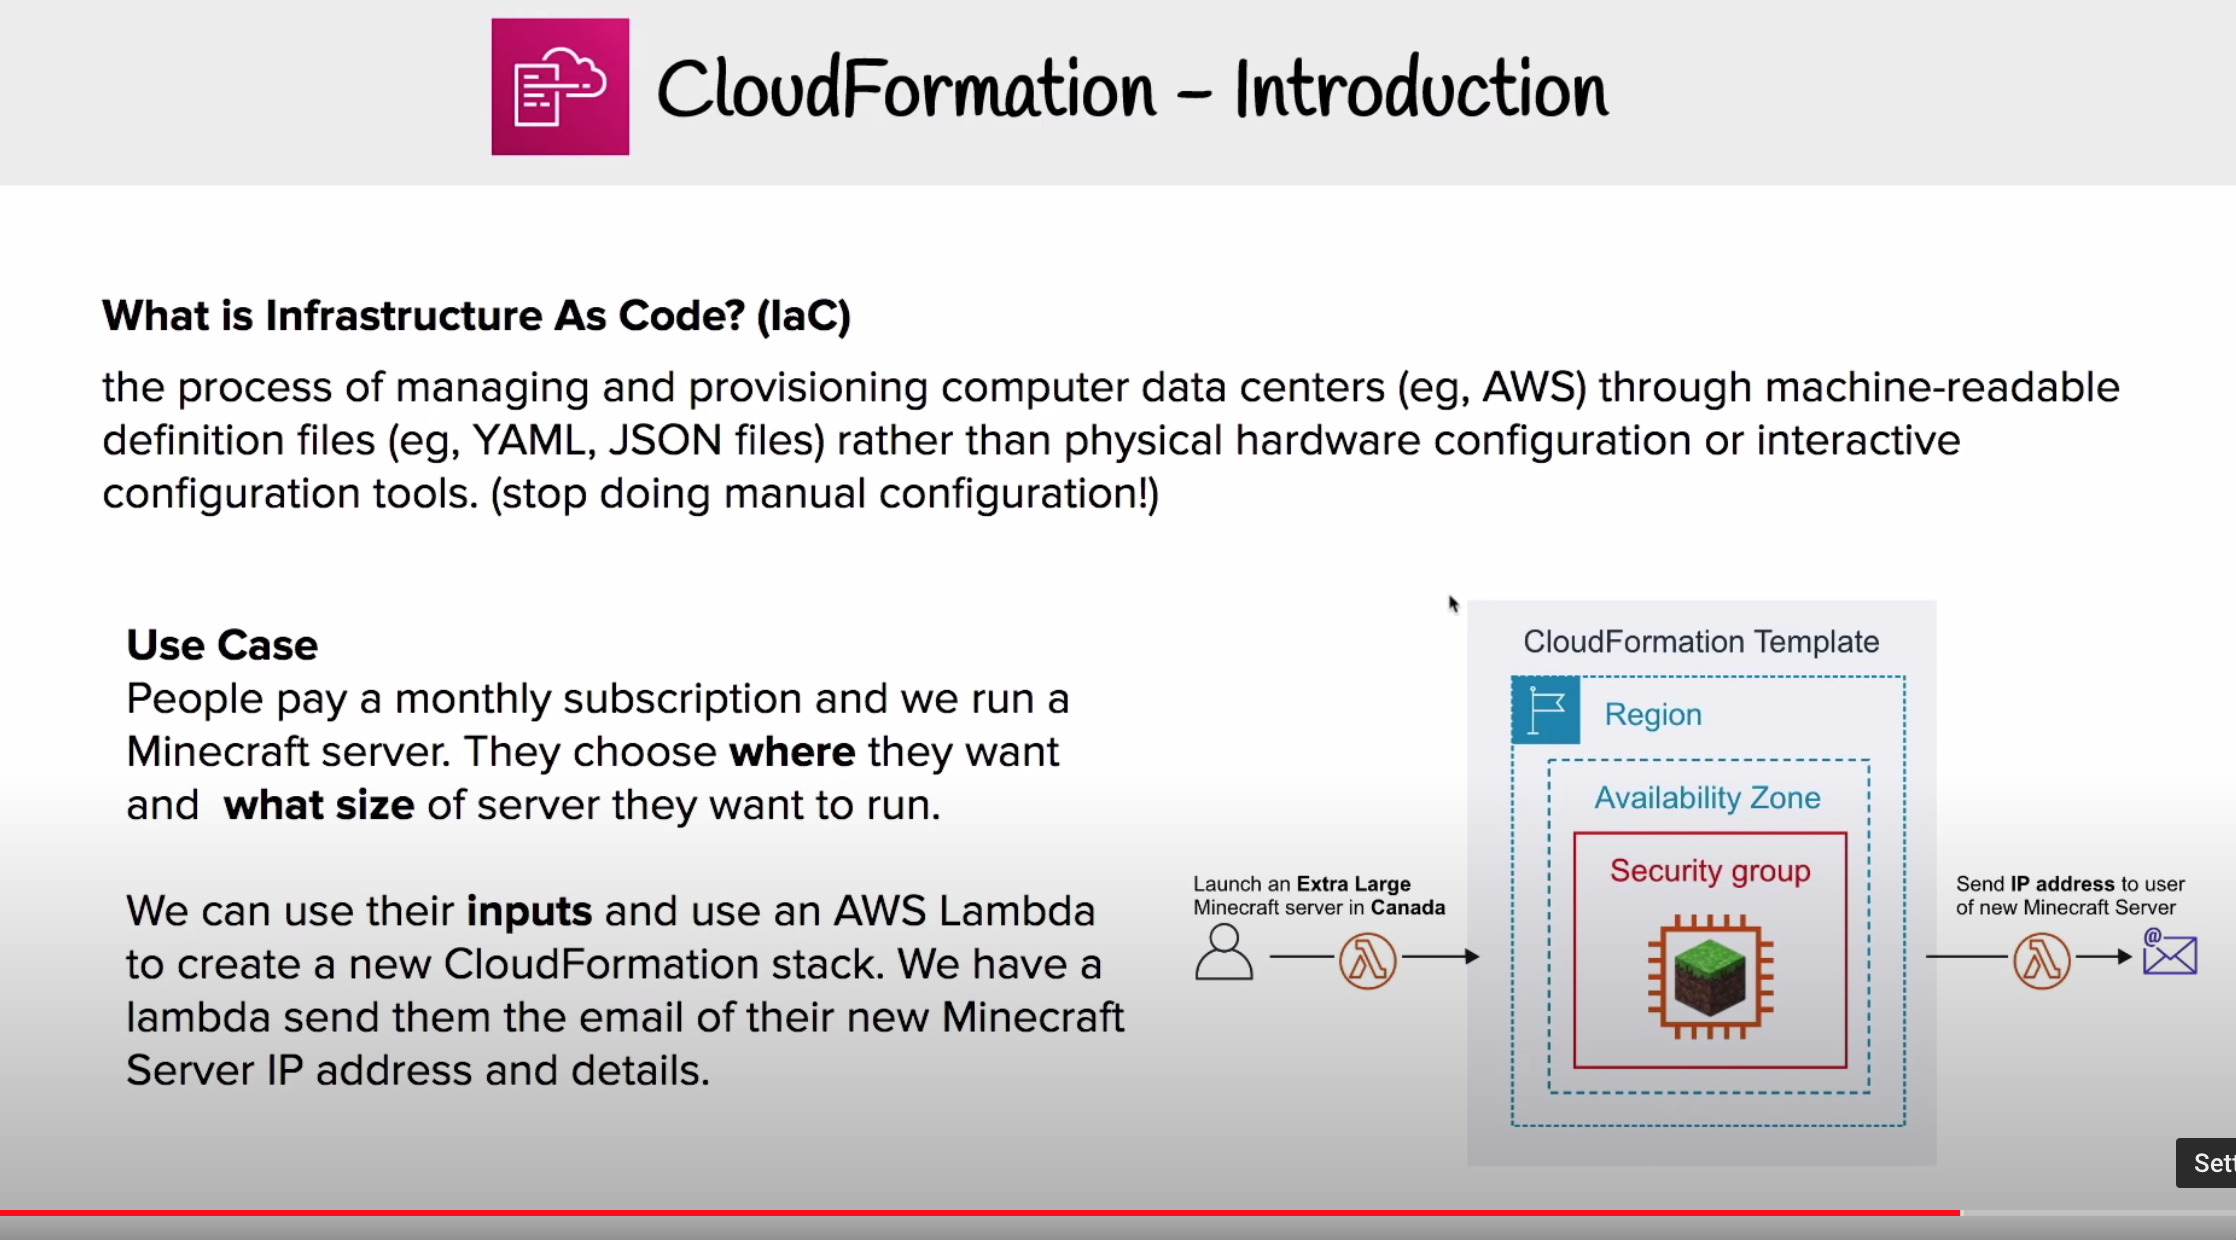 CloudFormation - Introduction
What is Infrastructure As Code? (IaC)
the process of managing and provisioning computer data centers (eg, AWS) through machine-readable
definition files (eg, YAML, JSON files) rather than physical hardware configuration or interactive
configuration tools. (stop doing manual configuration!)
Use Case
People pay a monthly subscription and we run a
Minecraft server. They choose where they want
and what size of server they want to run.
We can use their inputs and use an AWS Lambda
to create a new CloudFormation stack. We have a
lambda send them the email of their new Minecraft
Server IP address and details.
Launch an Extra Large
Minecraft server in Canada
CloudFormation Template
Region
Availability Zone
Security group
Send IP address to user
of new Minecraft Server
@